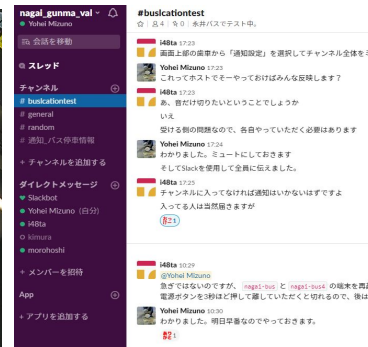 nagai_gunma_val
Yohei Mizuno
会話を移動
スレッド
チャンネル
# buslcationtest
# general
# random
# 通知_バス停車情報
+ チャンネルを追加する
ダイレクトメッセージ
Slackbot
Yohei Mizuno (自分)
i48ta
kimura
morohoshi
+ メンバーを招待
App
+ アプリを追加する
#buslcationtest
4 0 永井バスでテスト中。
i48ta 17:23
画面上部の歯車から「通知設定」を選択してチャンネル全体を
Yohei Mizuno 17:23
これってホストでそーやっておけばみんな反映します?
i48ta 17:23
あ、音だけ切りたいということでしょうか
いえ
受ける側の問題なので、各自やっていただく必要はあります
Yohei Mizuno 17:23
わかりました。ミュートにしておきます
そしてSlackを使用して全員に伝えました。
i48ta 17:25
チャンネルに入ってなければ通知はいかないはずですよ
入ってる人は当然届きますが
1
i48ta 10:29
@Yohei Mizuno
急ぎではないのですが、 nagai-bus と nagai-bus4 の端末を再
電源ボタンを3秒ほど押して離していただくと切れるので、後は
Yohei Mizuno 10:30
わかりました。明日早番なのでやっておきます。
1